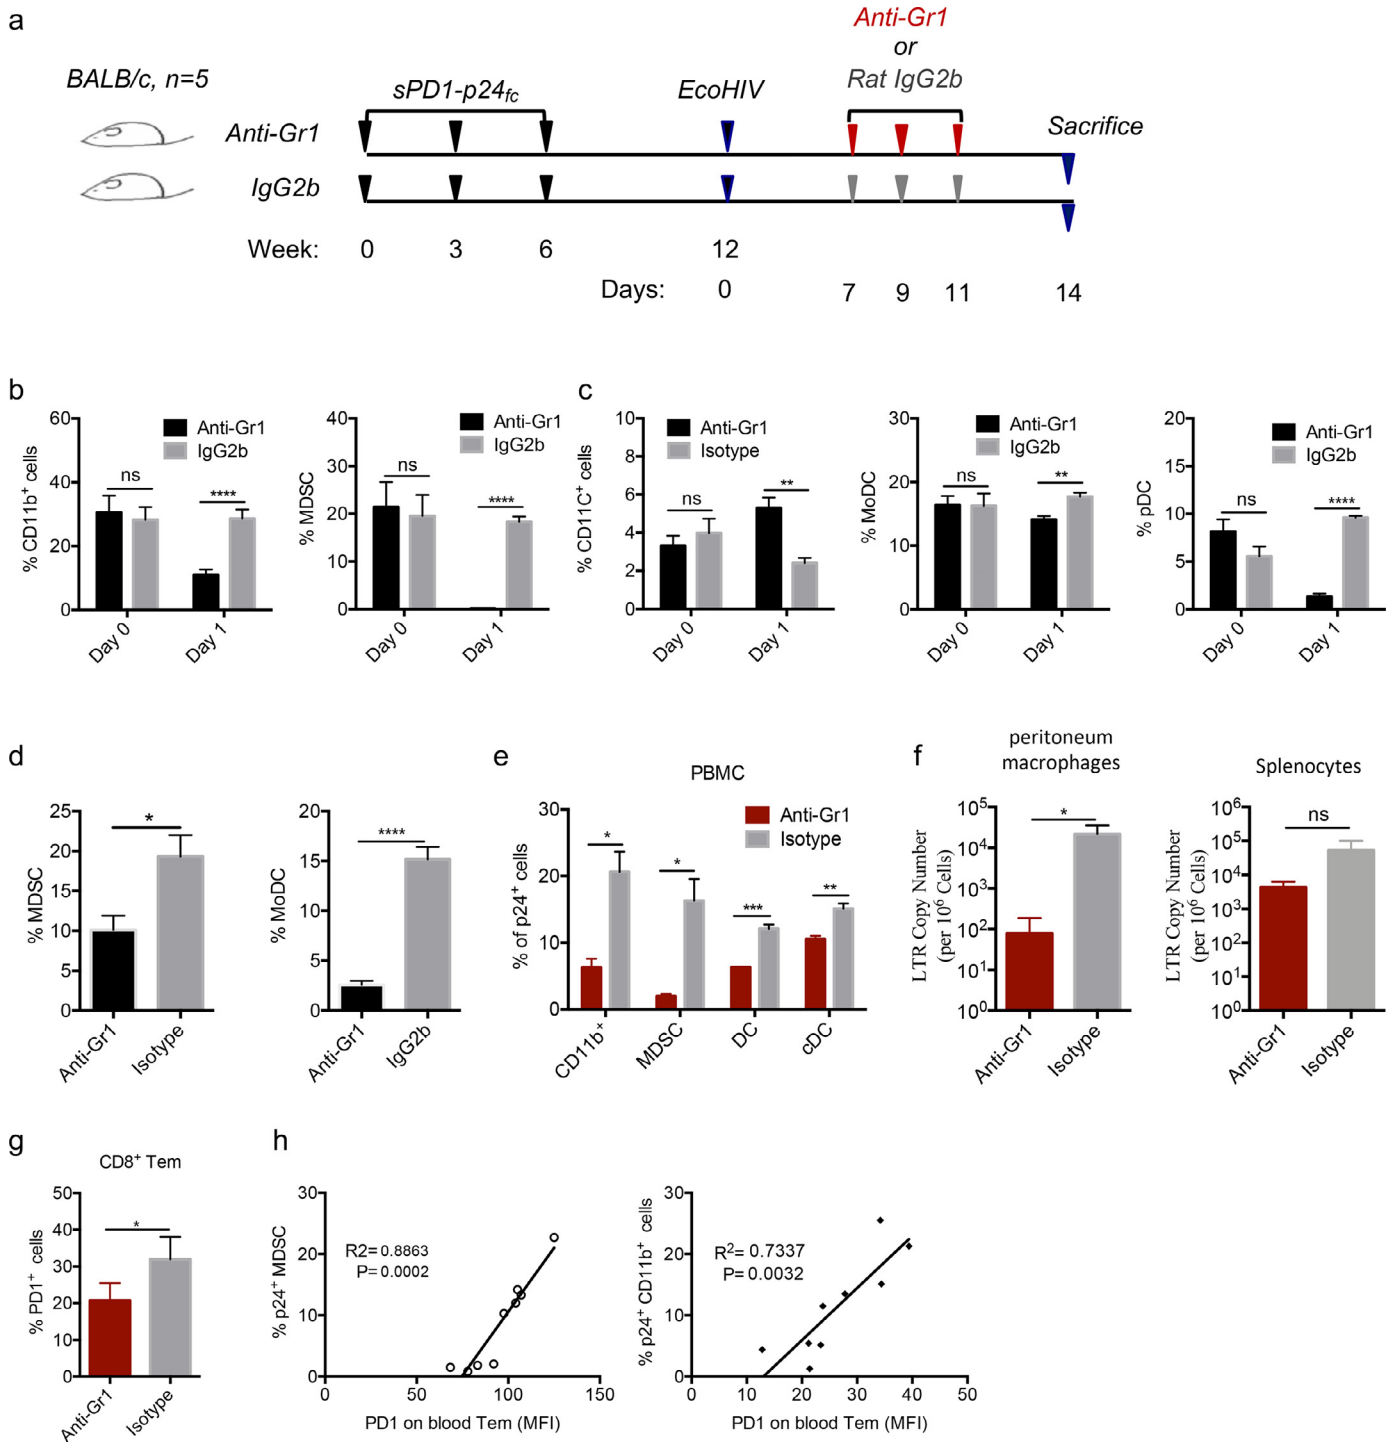 a
BALB/c, n=5
sPD1-p24fc
EcoHIV
Anti-Gr1
or
Rat IgG2b
Sacrifice
Anti-Gr1
IgG2b
Week: 0 3 6 12
Days: 0 7 9 11 14
b
% CD11b+ cells
60
40
20
0
Anti-Gr1
IgG2b
ns
****
Day 0
Day 1
% MDSC
40
30
20
10
0
Anti-Gr1
IgG2b
ns
****
Day 0
Day 1
c
% CD11C+ cells
10
8
6
4
2
0
Anti-Gr1
Isotype
ns
**
Day 0
Day 1
% MoDC
30
20
10
0
Anti-Gr1
IgG2b
ns
**
Day 0
Day 1
% pDC
20
15
10
5
0
Anti-Gr1
IgG2b
ns
****
Day 0
Day 1
d
% MDSC
25
20
15
10
5
0
*
Anti-Gr1
Isotype
% MoDC
20
15
10
5
0
****
Anti-Gr1
IgG2b
e
PBMC
% of p24+ cells
30
20
10
0
Anti-Gr1
Isotype
*
*
***
**
CD11b+
MDSC
DC
cDC
f
peritoneum
macrophages
LTR Copy Number
(per 10^6 Cells)
10^5
10^4
10^3
10^2
10^1
10^0
*
Anti-Gr1
Isotype
Splenocytes
LTR Copy Number
(per 10^6 Cells)
10^6
10^5
10^4
10^3
10^2
10^1
10^0
ns
Anti-Gr1
Isotype
g
CD8+ Tem
% PD1+ cells
50
40
30
20
10
0
*
Anti-Gr1
Isotype
h
% p24+ MDSC
30
20
10
0
R2= 0.8863
P= 0.0002
0 50 100 150
PD1 on blood Tem (MFI)
% p24+ CD11b+ cells
30
20
10
0
R²= 0.7337
P= 0.0032
0 10 20 30 40 50
PD1 on blood Tem (MFI)